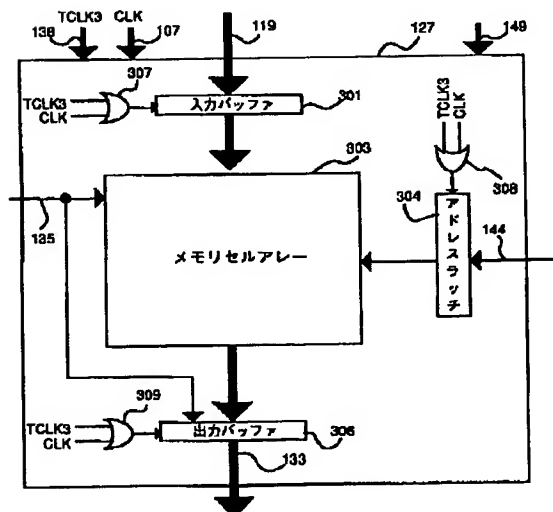 TCLK3 CLK
138 107 119 127 149
307
TCLK3
CLK
入力バッファ 301
TCLK3
CLK
308
303
304
アドレスラッチ
135
メモリセルアレー
144
309
TCLK3
CLK
出力バッファ 306
133